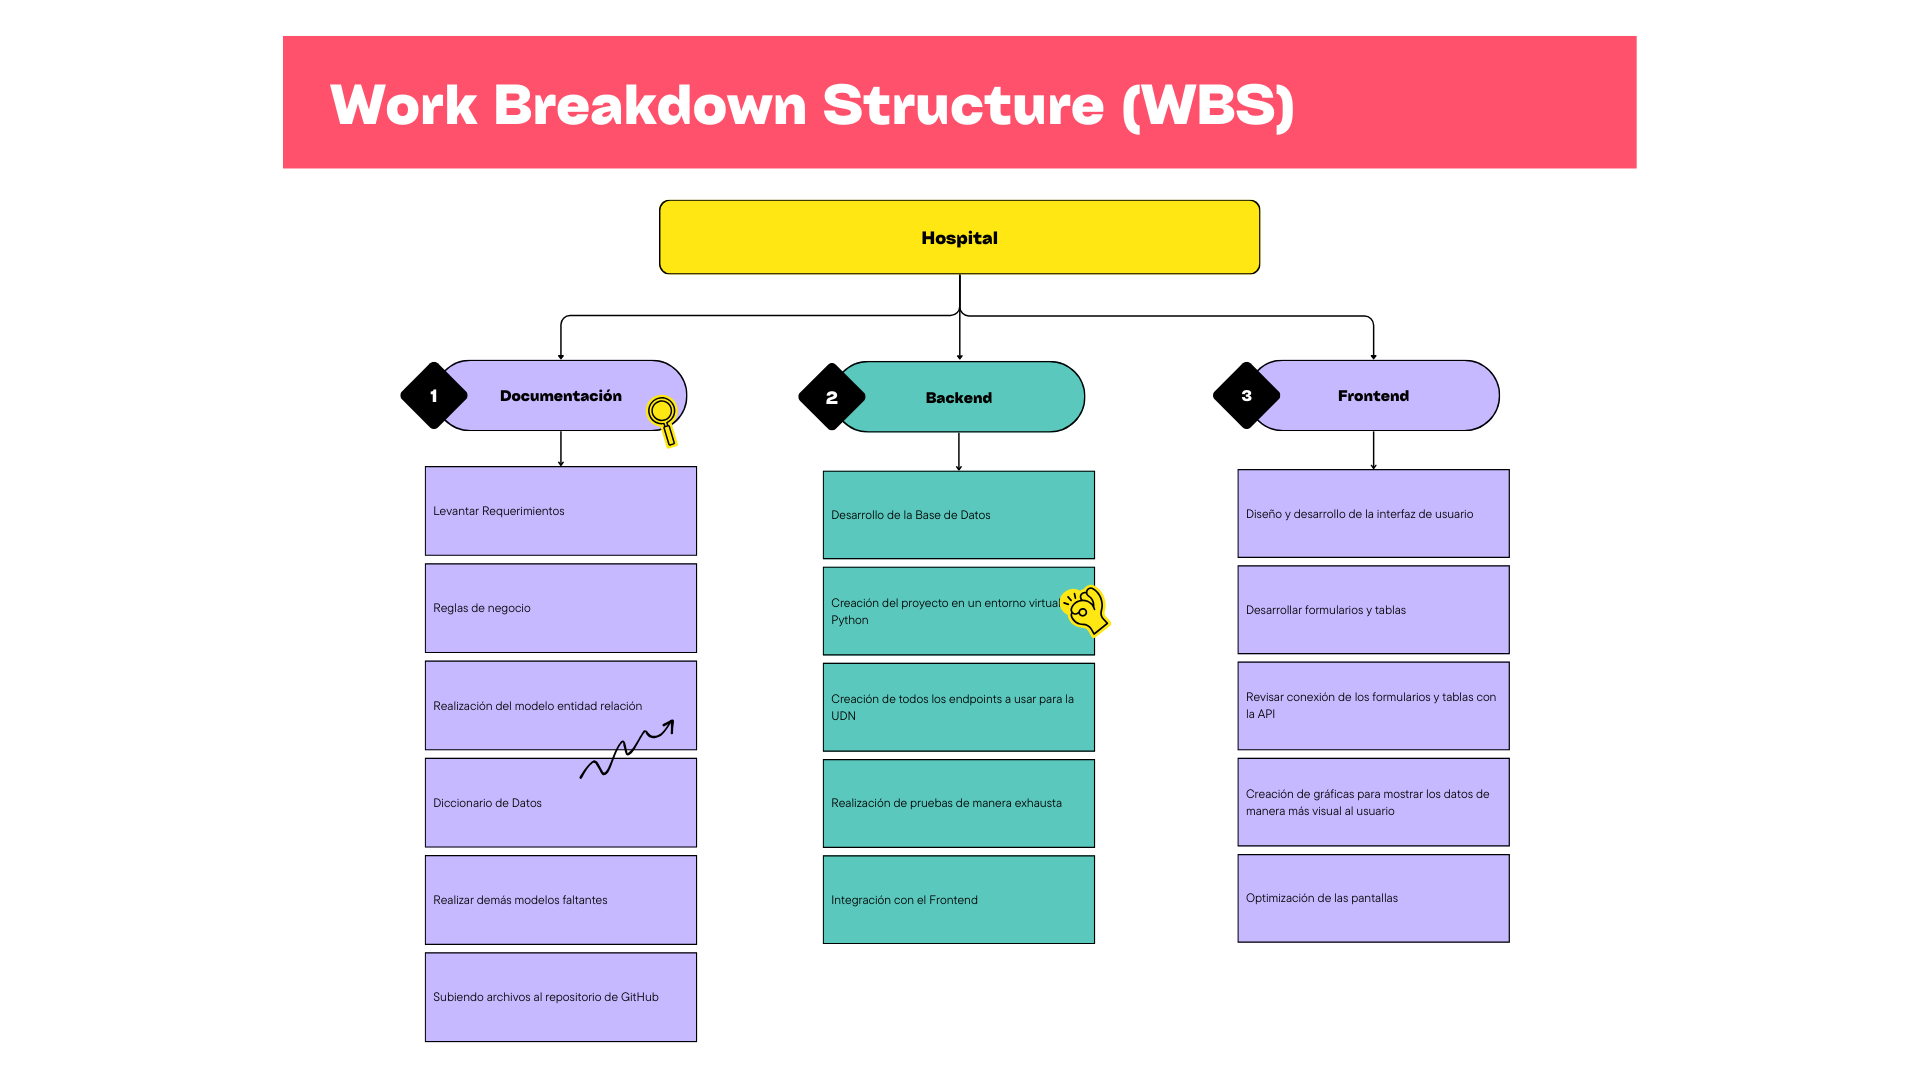 Work Breakdown Structure (WBS)
Hospital
1
Documentación
Levantar Requerimientos
Reglas de negocio
Realización del modelo entidad relación
Diccionario de Datos
Realizar demás modelos faltantes
Subiendo archivos al repositorio de GitHub
2
Backend
Desarrollo de la Base de Datos
Creación del proyecto en un entorno virtual
Python
Creación de todos los endpoints a usar para la
UDN
Realización de pruebas de manera exhausta
Integración con el Frontend
3
Frontend
Diseño y desarrollo de la interfaz de usuario
Desarrollar formularios y tablas
Revisar conexión de los formularios y tablas con
la API
Creación de gráficas para mostrar los datos de
manera más visual al usuario
Optimización de las pantallas